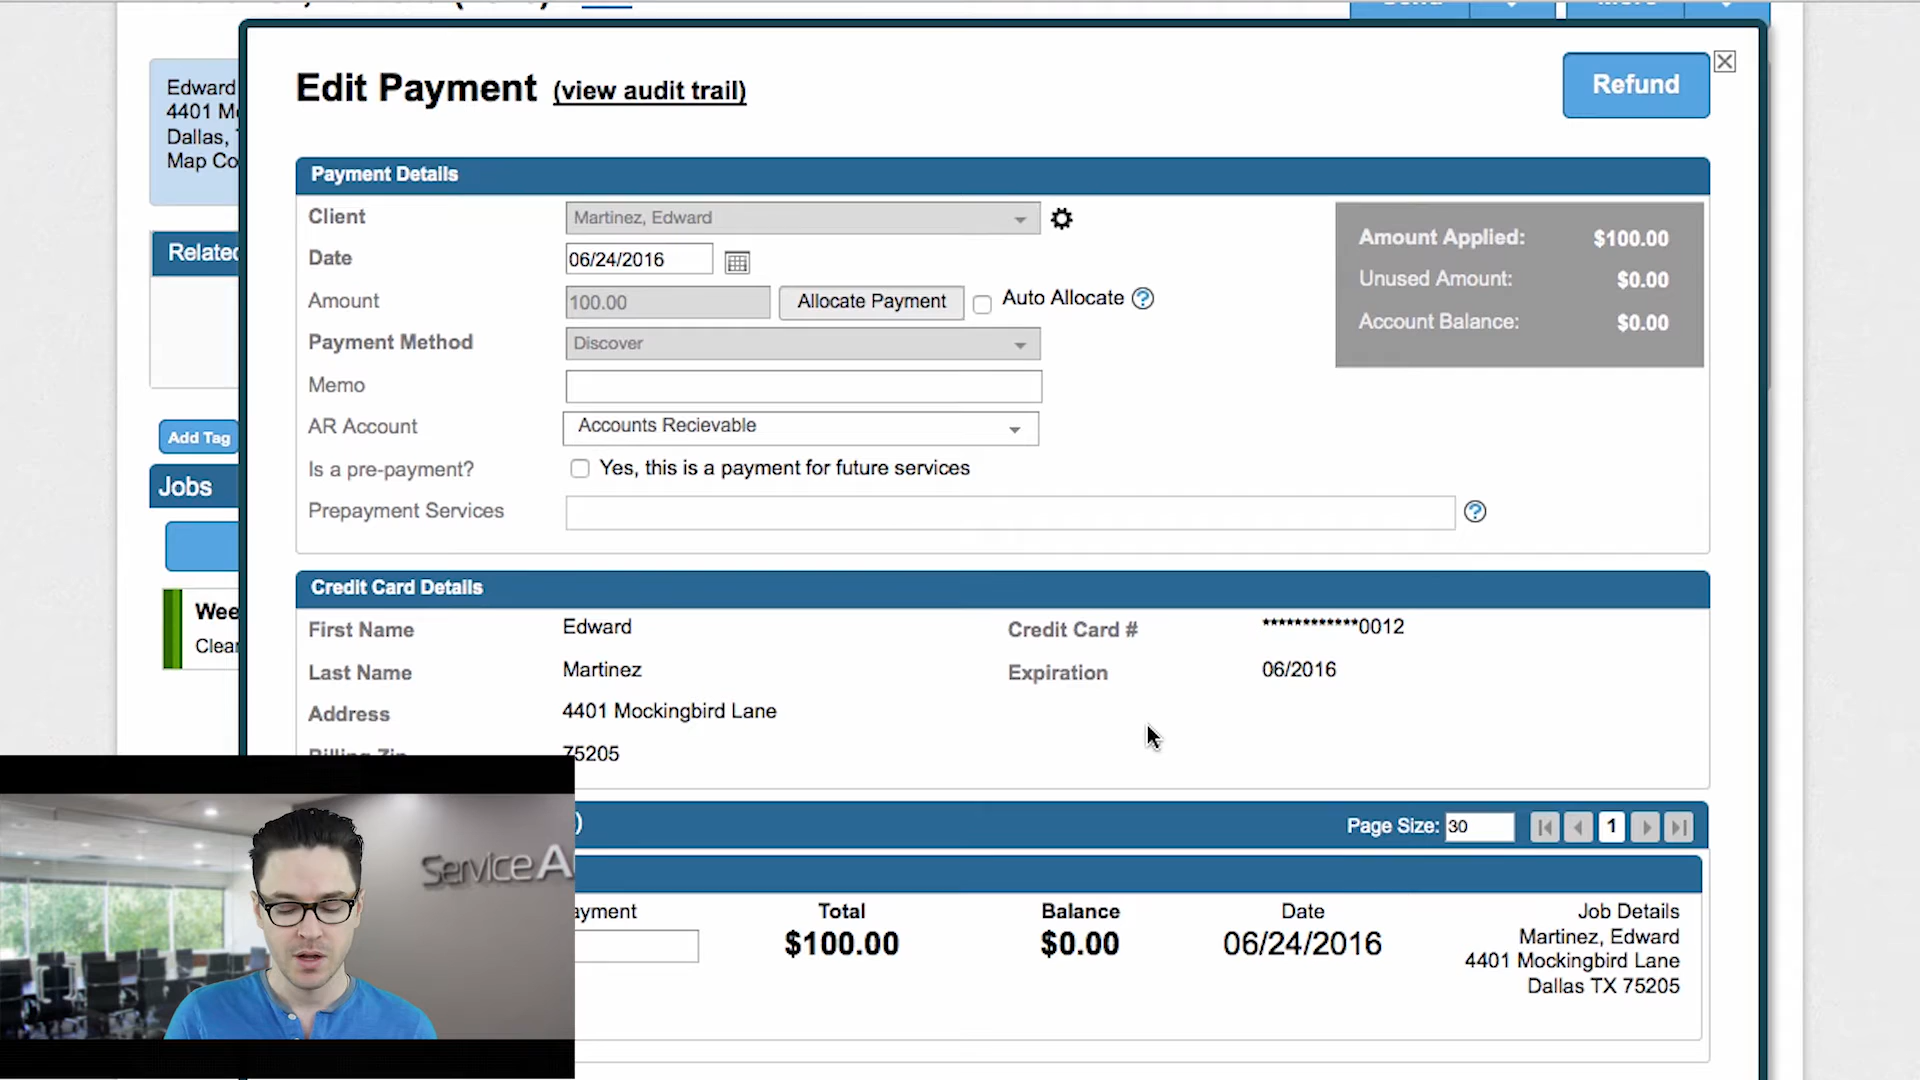 Edit Payment (view audit trail)
Refund
Edward
4401 M
Dallas,
Map Co
Payment Details
Client
Martinez, Edward
Date
06/24/2016
Amount
100.00
Allocate Payment
Auto Allocate
Payment Method
Discover
Memo
AR Account
Accounts Recievable
Is a pre-payment?
Yes, this is a payment for future services
Prepayment Services
Amount Applied: $100.00
Unused Amount: $0.00
Account Balance: $0.00
Related
Add Tag
Jobs
Wee
Clear
Credit Card Details
First Name
Edward
Credit Card #
************0012
Last Name
Martinez
Expiration
06/2016
Address
4401 Mockingbird Lane
Billing Zip
75205
)
Page Size: 30
1
ServiceA
ayment
Total
Balance
Date
Job Details
$100.00
$0.00
06/24/2016
Martinez, Edward
4401 Mockingbird Lane
Dallas TX 75205